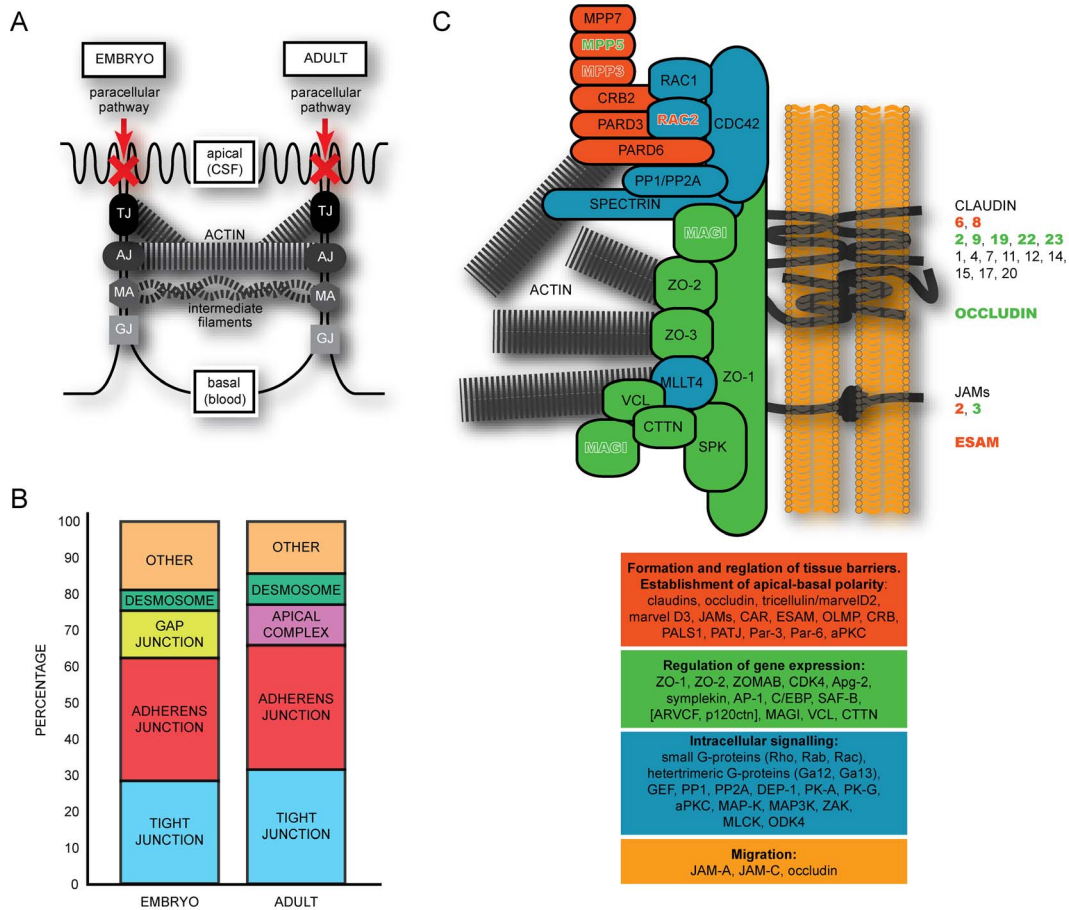 A
EMBRYO
ADULT
paracellular
pathway
paracellular
pathway
apical
(CSF)
TJ
TJ
ACTIN
AJ
AJ
MA
MA
intermediate
filaments
GJ
GJ
basal
(blood)
B
PERCENTAGE
100
90
80
70
60
50
40
30
20
10
0
OTHER
DESMOSOME
GAP
JUNCTION
ADHERENS
JUNCTION
TIGHT
JUNCTION
EMBRYO
OTHER
DESMOSOME
APICAL
COMPLEX
ADHERENS
JUNCTION
TIGHT
JUNCTION
ADULT
C
MPP7
MPP5
MPP3
CRB2
RAC1
PARD3
RAC2
CDC42
PARD6
PP1/PP2A
SPECTRIN
MAGI
ACTIN
ZO-2
ZO-3
MLLT4
ZO-1
VCL
CTTN
MAGI
SPK
CLAUDIN
6, 8
2, 9, 19, 22, 23
1, 4, 7, 11, 12, 14,
15, 17, 20
OCCLUDIN
JAMs
2, 3
ESAM
Formation and reglation of tissue barriers.
Establishment of apical-basal polarity:
claudins, occludin, tricellulin/marvelD2,
marvel D3, JAMs, CAR, ESAM, OLMP, CRB,
PALS1, PATJ, Par-3, Par-6, aPKC
Regulation of gene expression:
ZO-1, ZO-2, ZOMAB, CDK4, Apg-2,
symplekin, AP-1, C/EBP, SAF-B,
[ARVCF, p120ctn], MAGI, VCL, CTTN
Intracellular signalling:
small G-proteins (Rho, Rab, Rac),
hetertrimeric G-proteins (Ga12, Ga13),
GEF, PP1, PP2A, DEP-1, PK-A, PK-G,
aPKC, MAP-K, MAP3K, ZAK,
MLCK, ODK4
Migration:
JAM-A, JAM-C, occludin